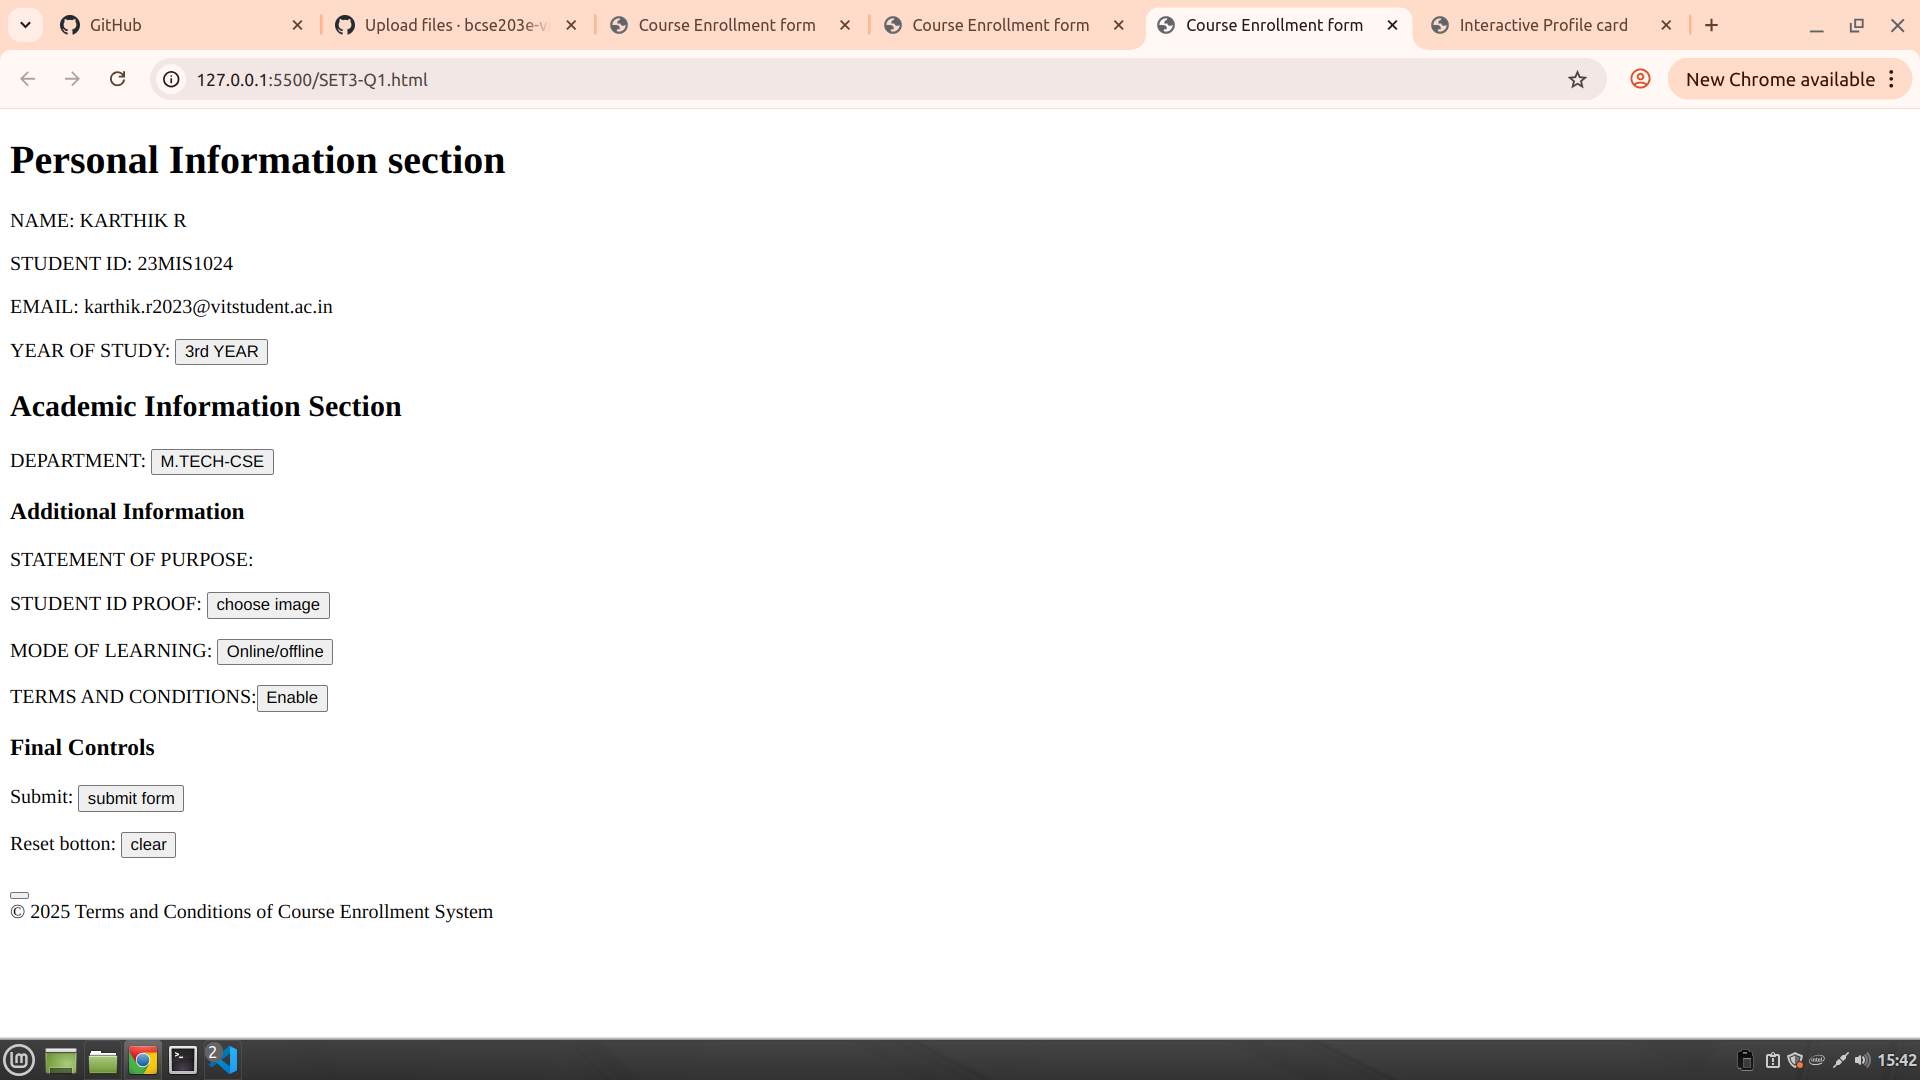 GitHub
Upload files · bcse203e-vi
Course Enrollment form
Course Enrollment form
Course Enrollment form
Interactive Profile card
127.0.0.1:5500/SET3-Q1.html
New Chrome available
Personal Information section
NAME: KARTHIK R
STUDENT ID: 23MIS1024
EMAIL: karthik.r2023@vitstudent.ac.in
YEAR OF STUDY: 3rd YEAR
Academic Information Section
DEPARTMENT: M.TECH-CSE
Additional Information
STATEMENT OF PURPOSE:
STUDENT ID PROOF: choose image
MODE OF LEARNING: Online/offline
TERMS AND CONDITIONS: Enable
Final Controls
Submit: submit form
Reset botton: clear
© 2025 Terms and Conditions of Course Enrollment System
2
15:42